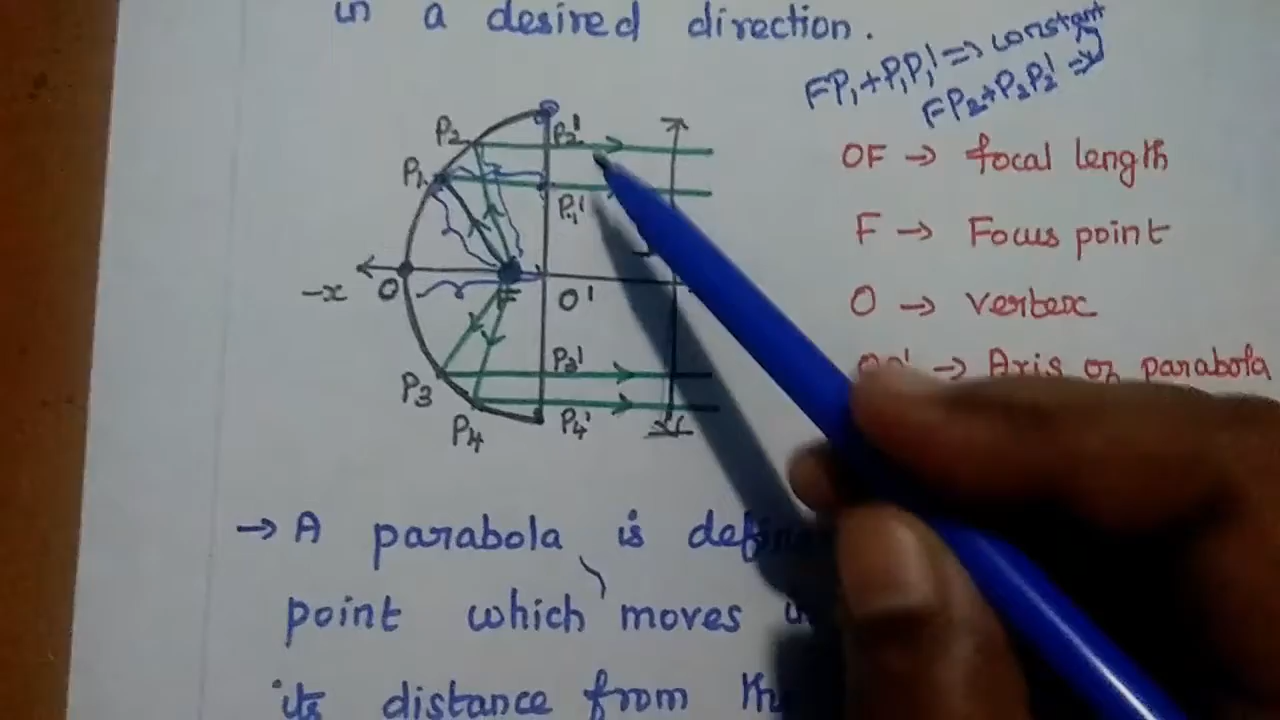 in a desired direction.
FP1+P1P1' => constant
FP2+P2P2' =>
P2 P2'
P1 P1'
-x O F O'
P3 P3'
P4 P4'
OF -> focal length
F -> Focus point
O -> vertex
OO' -> Axis of parabola
-> A parabola is
point which moves
its distance from